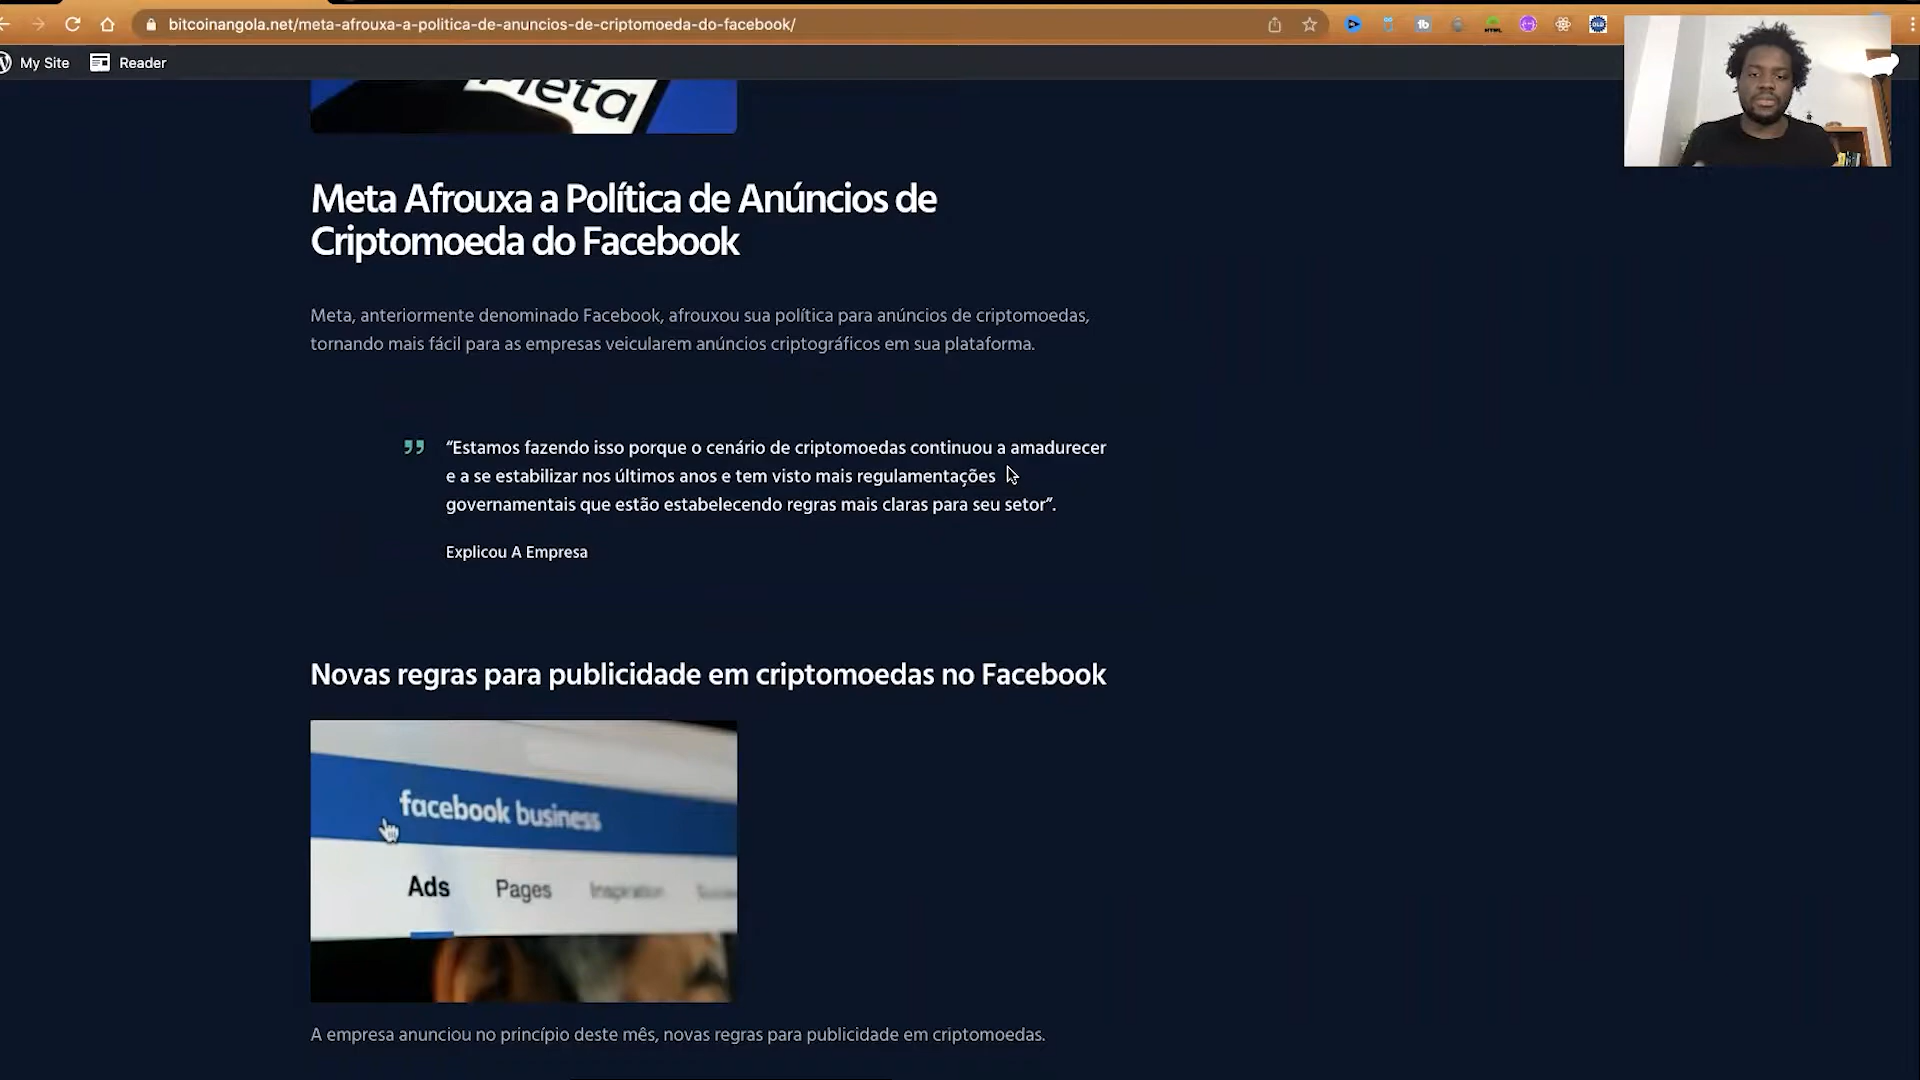 bitcoinangola.net/meta-afrouxa-a-politica-de-anuncios-de-criptomoeda-do-facebook/
My Site
Reader
Meta
Meta Afrouxa a Política de Anúncios de
Criptomoeda do Facebook
Meta, anteriormente denominado Facebook, afrouxou sua política para anúncios de criptomoedas,
tornando mais fácil para as empresas veicularem anúncios criptográficos em sua plataforma.
“Estamos fazendo isso porque o cenário de criptomoedas continuou a amadurecer
e a se estabilizar nos últimos anos e tem visto mais regulamentações
governamentais que estão estabelecendo regras mais claras para seu setor”.
Explicou A Empresa
Novas regras para publicidade em criptomoedas no Facebook
facebook business
Ads Pages Inspiration
A empresa anunciou no princípio deste mês, novas regras para publicidade em criptomoedas.